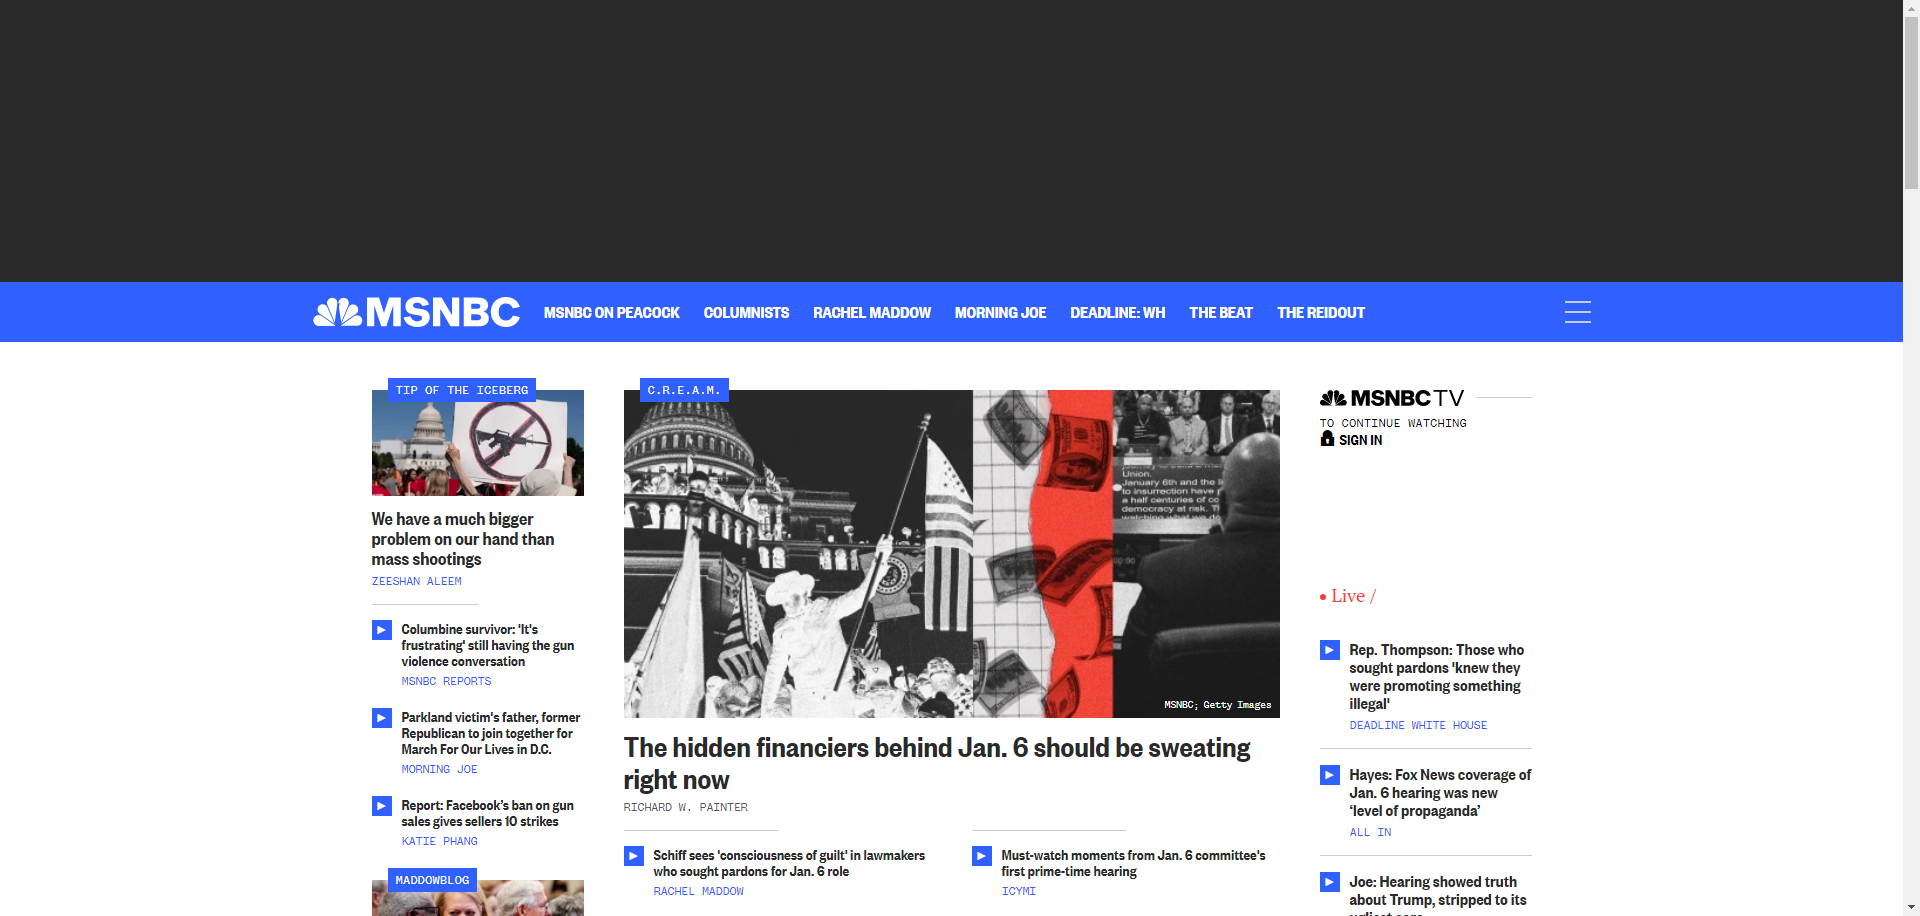 MSNBC
MSNBC ON PEACOCK
COLUMNISTS
RACHEL MADDOW
MORNING JOE
DEADLINE: WH
THE BEAT
THE REIDOUT
TIP OF THE ICEBERG
We have a much bigger
problem on our hand than
mass shootings
ZEESHAN ALEEM
Columbine survivor: 'It's
frustrating' still having the gun
violence conversation
MSNBC REPORTS
Parkland victim's father, former
Republican to join together for
March For Our Lives in D.C.
MORNING JOE
Report: Facebook’s ban on gun
sales gives sellers 10 strikes
KATIE PHANG
MADDOWBLOG
C.R.E.A.M.
Union.
January 6th and the
to insurrection have
a half centuries of
democracy at risk.
watching what we
MSNBC; Getty Images
The hidden financiers behind Jan. 6 should be sweating
right now
RICHARD W. PAINTER
Schiff sees 'consciousness of guilt' in lawmakers
who sought pardons for Jan. 6 role
RACHEL MADDOW
Must-watch moments from Jan. 6 committee's
first prime-time hearing
ICYMI
MSNBC TV
TO CONTINUE WATCHING
SIGN IN
• Live /
Rep. Thompson: Those who
sought pardons 'knew they
were promoting something
illegal'
DEADLINE WHITE HOUSE
Hayes: Fox News coverage of
Jan. 6 hearing was new
‘level of propaganda’
ALL IN
Joe: Hearing showed truth
about Trump, stripped to its